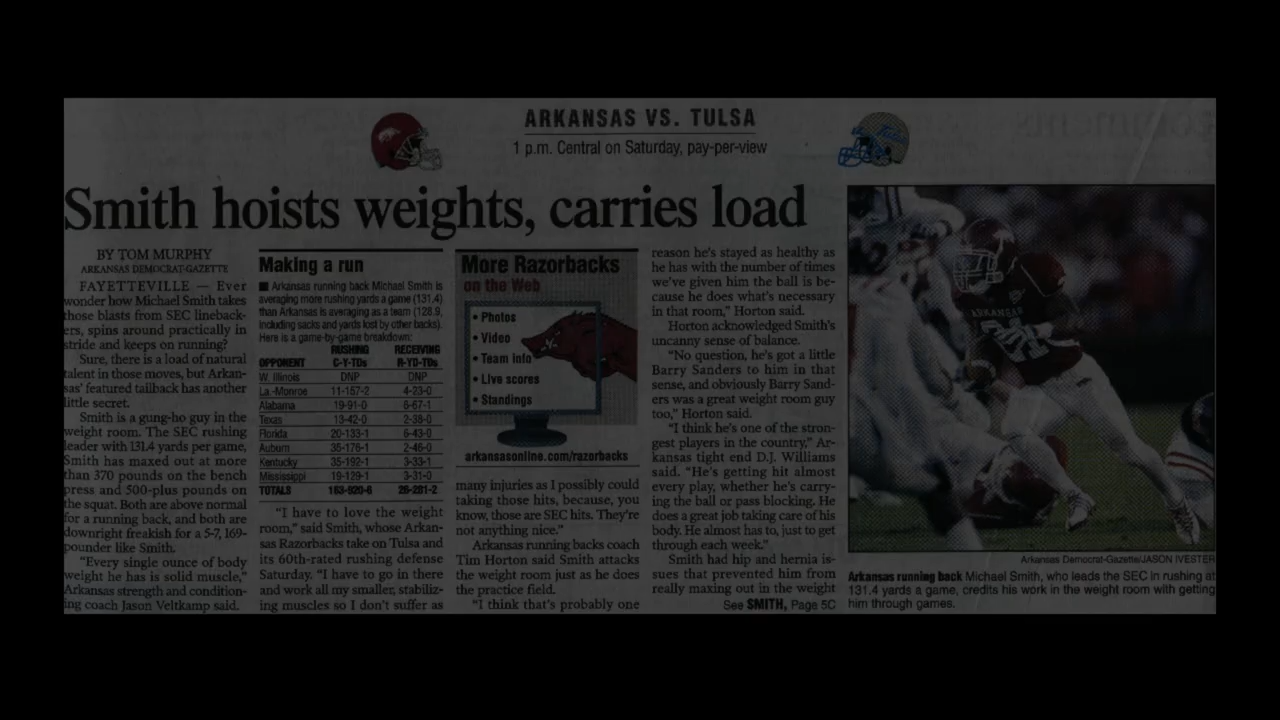 ARKANSAS VS. TULSA
1 p.m. Central on Saturday, pay-per-view
Smith hoists weights, carries load
BY TOM MURPHY
ARKANSAS DEMOCRAT-GAZETTE
FAYETTEVILLE — Ever
wonder how Michael Smith takes
those blasts from SEC lineback-
ers, spins around practically in
stride and keeps on running?
Sure, there is a load of natural
talent in those moves, but Arkan-
sas' featured tailback has another
little secret.
Smith is a gung-ho guy in the
weight room. The SEC rushing
leader with 131.4 yards per game,
Smith has maxed out at more
than 370 pounds on the bench
press and 500-plus pounds on
the squat. Both are above normal
for a running back, and both are
downright freakish for a 5-7, 169-
pounder like Smith.
"Every single ounce of body
weight he has is solid muscle,"
Arkansas strength and condition-
ing coach Jason Veltkamp said.
Making a run
■ Arkansas running back Michael Smith is
averaging more rushing yards a game (131.4)
than Arkansas is averaging as a team (128.9,
including sacks and yards lost by other backs).
Here is a game-by-game breakdown:
RUSHING RECEIVING
OPPONENT C-Y-TDs R-YD-TDs
W. Illinois DNP DNP
La.-Monroe 11-157-2 4-23-0
Alabama 19-91-0 6-67-1
Texas 13-42-0 2-38-0
Florida 20-133-1 6-43-0
Auburn 35-176-1 2-46-0
Kentucky 35-192-1 3-33-1
Mississippi 19-129-1 3-31-0
TOTALS 163-920-6 26-281-2
"I have to love the weight
room," said Smith, whose Arkan-
sas Razorbacks take on Tulsa and
its 60th-rated rushing defense
Saturday. "I have to go in there
and work all my smaller, stabiliz-
ing muscles so I don't suffer as
More Razorbacks
on the Web
• Photos
• Video
• Team info
• Live scores
• Standings
arkansasonline.com/razorbacks
many injuries as I possibly could
taking those hits, because, you
know, those are SEC hits. They're
not anything nice."
Arkansas running backs coach
Tim Horton said Smith attacks
the weight room just as he does
the practice field.
"I think that's probably one
reason he's stayed as healthy as
he has with the number of times
we've given him the ball is be-
cause he does what's necessary
in that room," Horton said.
Horton acknowledged Smith's
uncanny sense of balance.
"No question, he's got a little
Barry Sanders to him in that
sense, and obviously Barry Sand-
ers was a great weight room guy
too," Horton said.
"I think he's one of the stron-
gest players in the country," Ar-
kansas tight end D.J. Williams
said. "He's getting hit almost
every play, whether he's carry-
ing the ball or pass blocking. He
does a great job taking care of his
body. He almost has to, just to get
through each week."
Smith had hip and hernia is-
sues that prevented him from
really maxing out in the weight
See SMITH, Page 5C
ARKANSAS
Arkansas Democrat-Gazette/JASON IVESTER
Arkansas running back Michael Smith, who leads the SEC in rushing at
131.4 yards a game, credits his work in the weight room with getting
him through games.